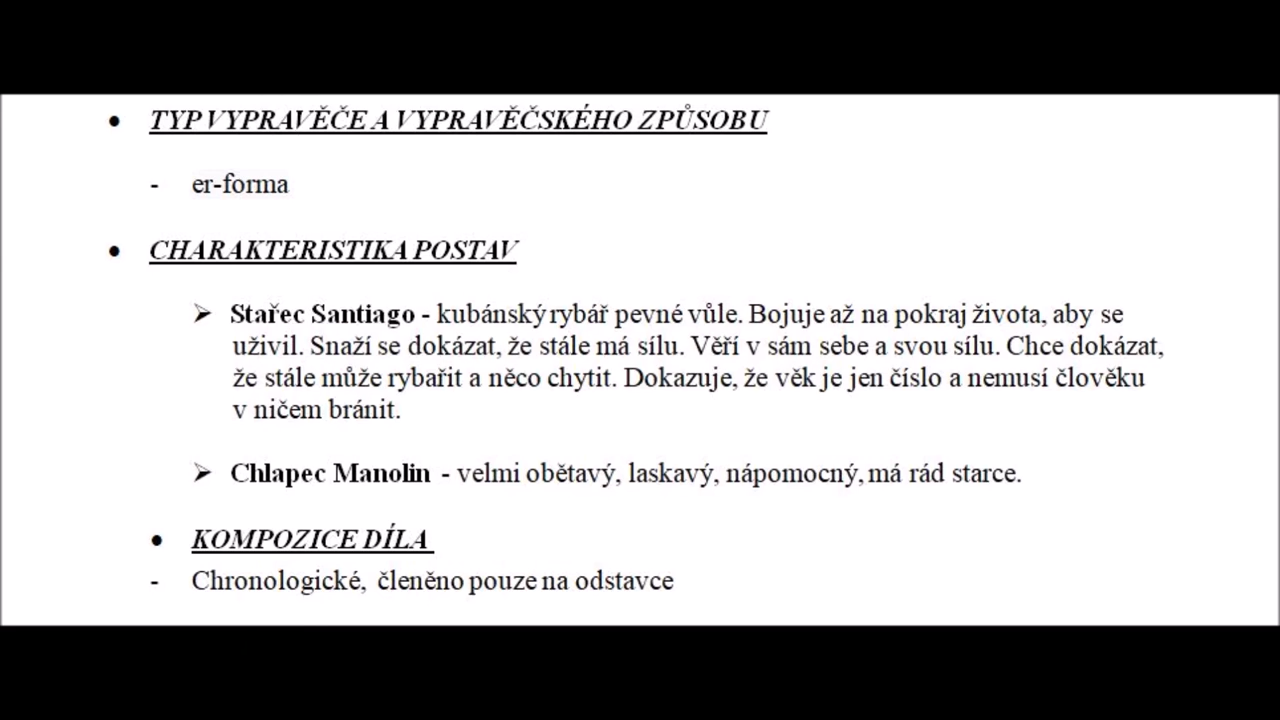 • TYP VYPRAVĚČE A VYPRAVĚČSKÉHO ZPŮSOBU
- er-forma
• CHARAKTERISTIKA POSTAV
➢ Stařec Santiago - kubánský rybář pevné vůle. Bojuje až na pokraj života, aby se
uživil. Snaží se dokázat, že stále má sílu. Věří v sám sebe a svou sílu. Chce dokázat,
že stále může rybařit a něco chytit. Dokazuje, že věk je jen číslo a nemusí člověku
v ničem bránit.
➢ Chlapec Manolin - velmi obětavý, laskavý, nápomocný, má rád starce.
• KOMPOZICE DÍLA
- Chronologické, členěno pouze na odstavce